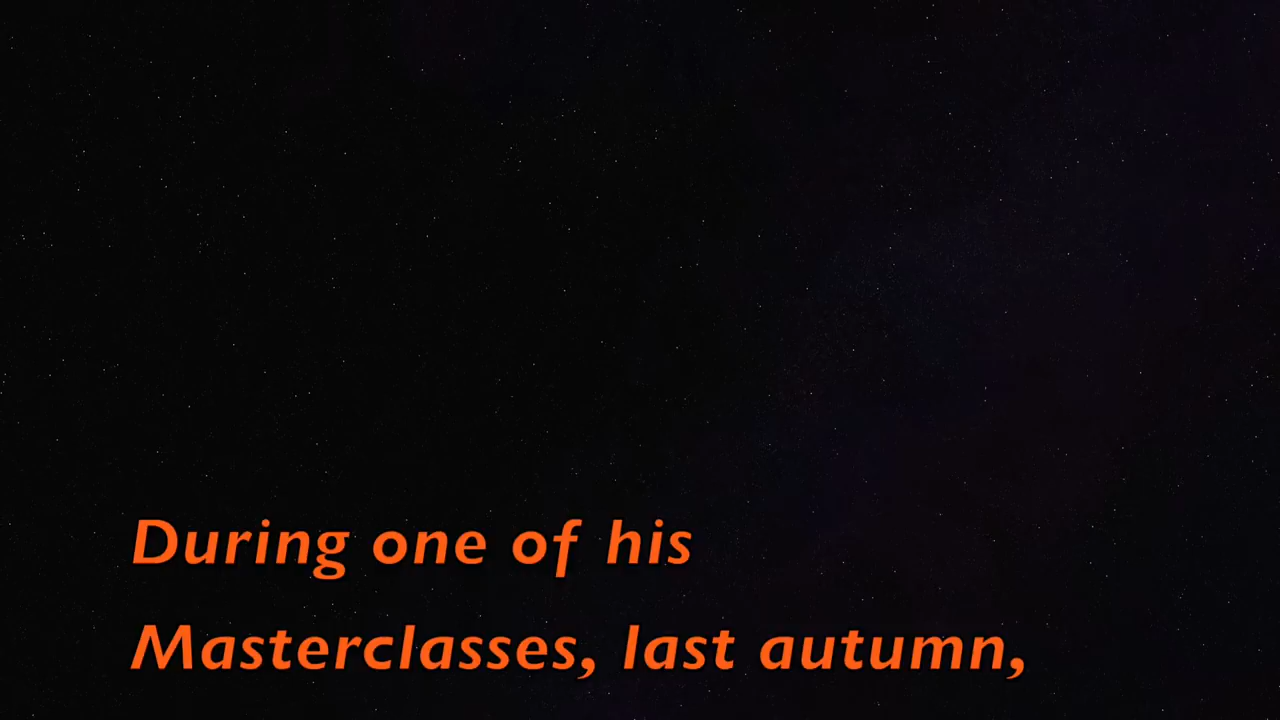 During one of his
Masterclasses, last autumn,